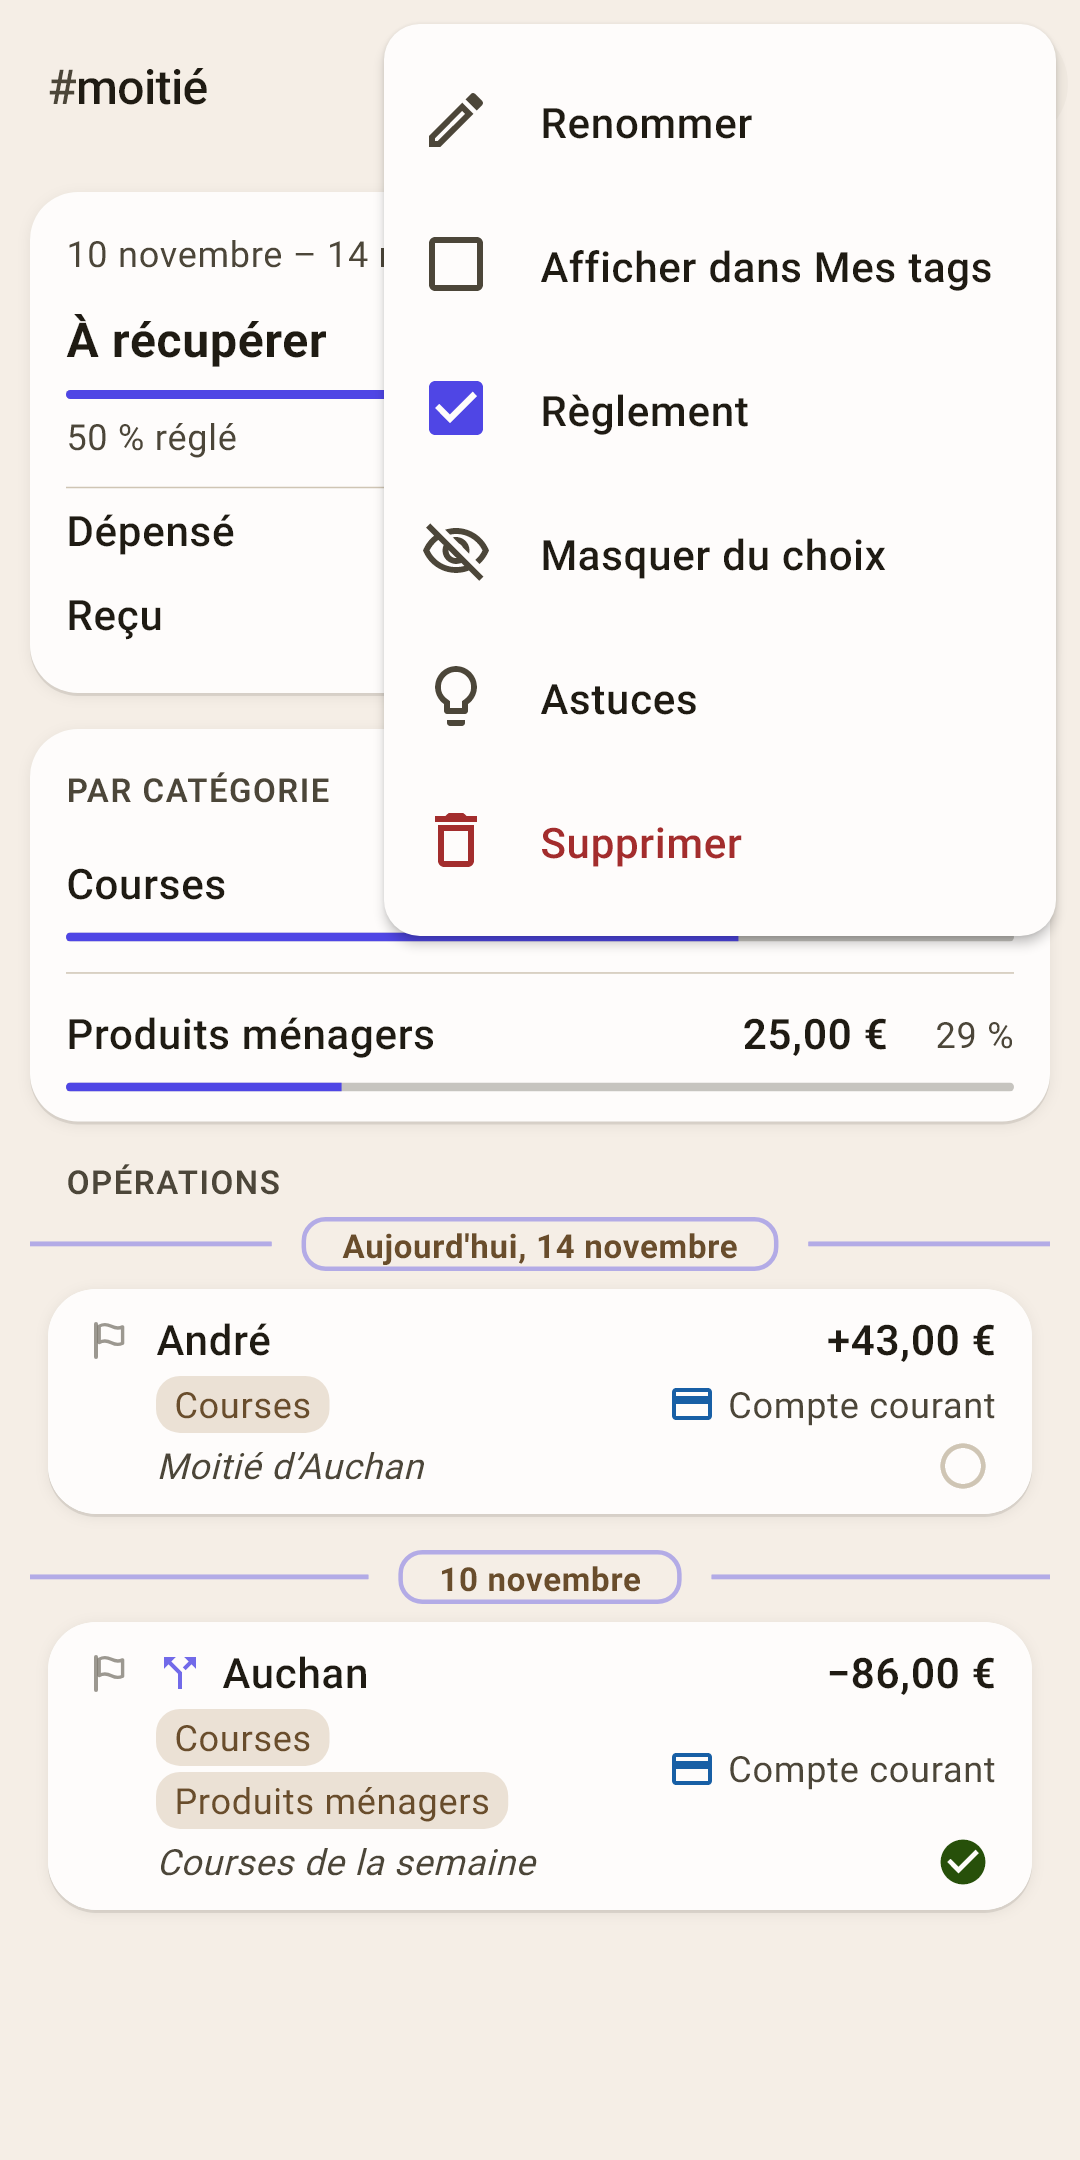 #moitié
Renommer
Afficher dans Mes tags
Règlement
Masquer du choix
Astuces
Supprimer
10 novembre – 14
À récupérer
50 % réglé
Dépensé
Reçu
PAR CATÉGORIE
Courses
Produits ménagers 25,00 € 29 %
OPÉRATIONS
Aujourd'hui, 14 novembre
André +43,00 €
Courses Compte courant
Moitié d’Auchan
10 novembre
Auchan −86,00 €
Courses
Compte courant
Produits ménagers
Courses de la semaine